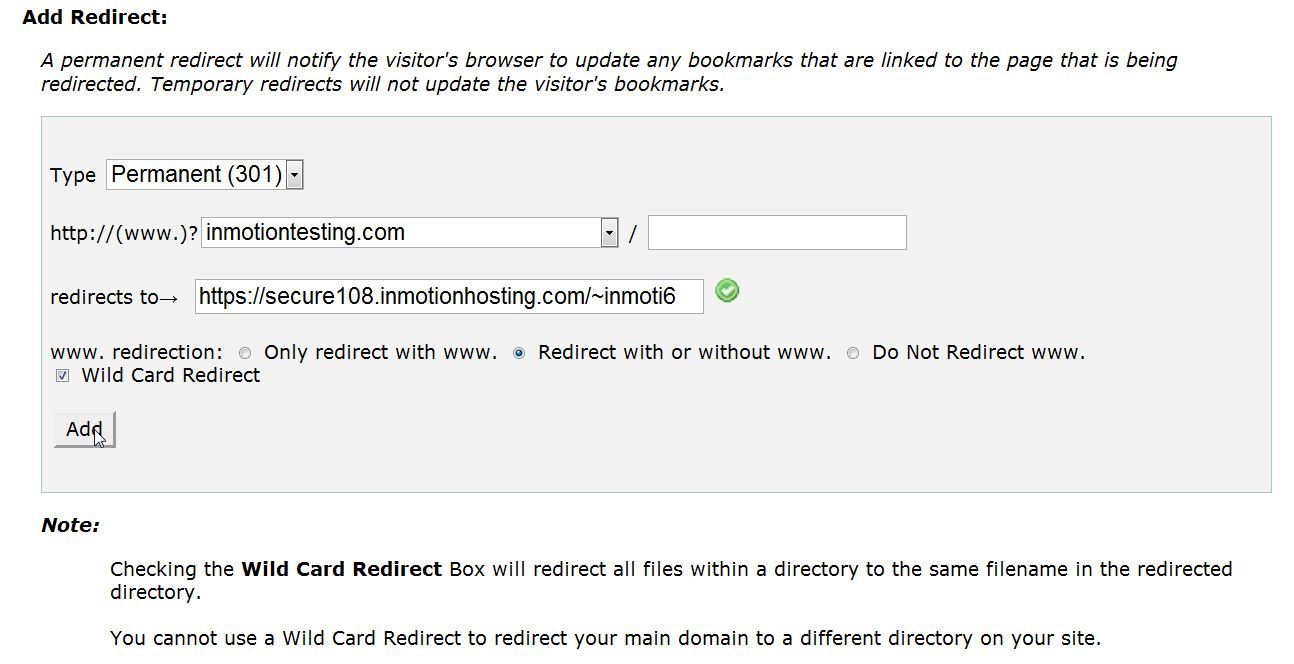 Add Redirect:
A permanent redirect will notify the visitor's browser to update any bookmarks that are linked to the page that is being
redirected. Temporary redirects will not update the visitor's bookmarks.
Type Permanent (301)
http://(www.)? inmotiontesting.com /
redirects to→ https://secure108.inmotionhosting.com/~inmoti6
www. redirection: Only redirect with www. Redirect with or without www. Do Not Redirect www.
Wild Card Redirect
Add
Note:
Checking the Wild Card Redirect Box will redirect all files within a directory to the same filename in the redirected
directory.
You cannot use a Wild Card Redirect to redirect your main domain to a different directory on your site.